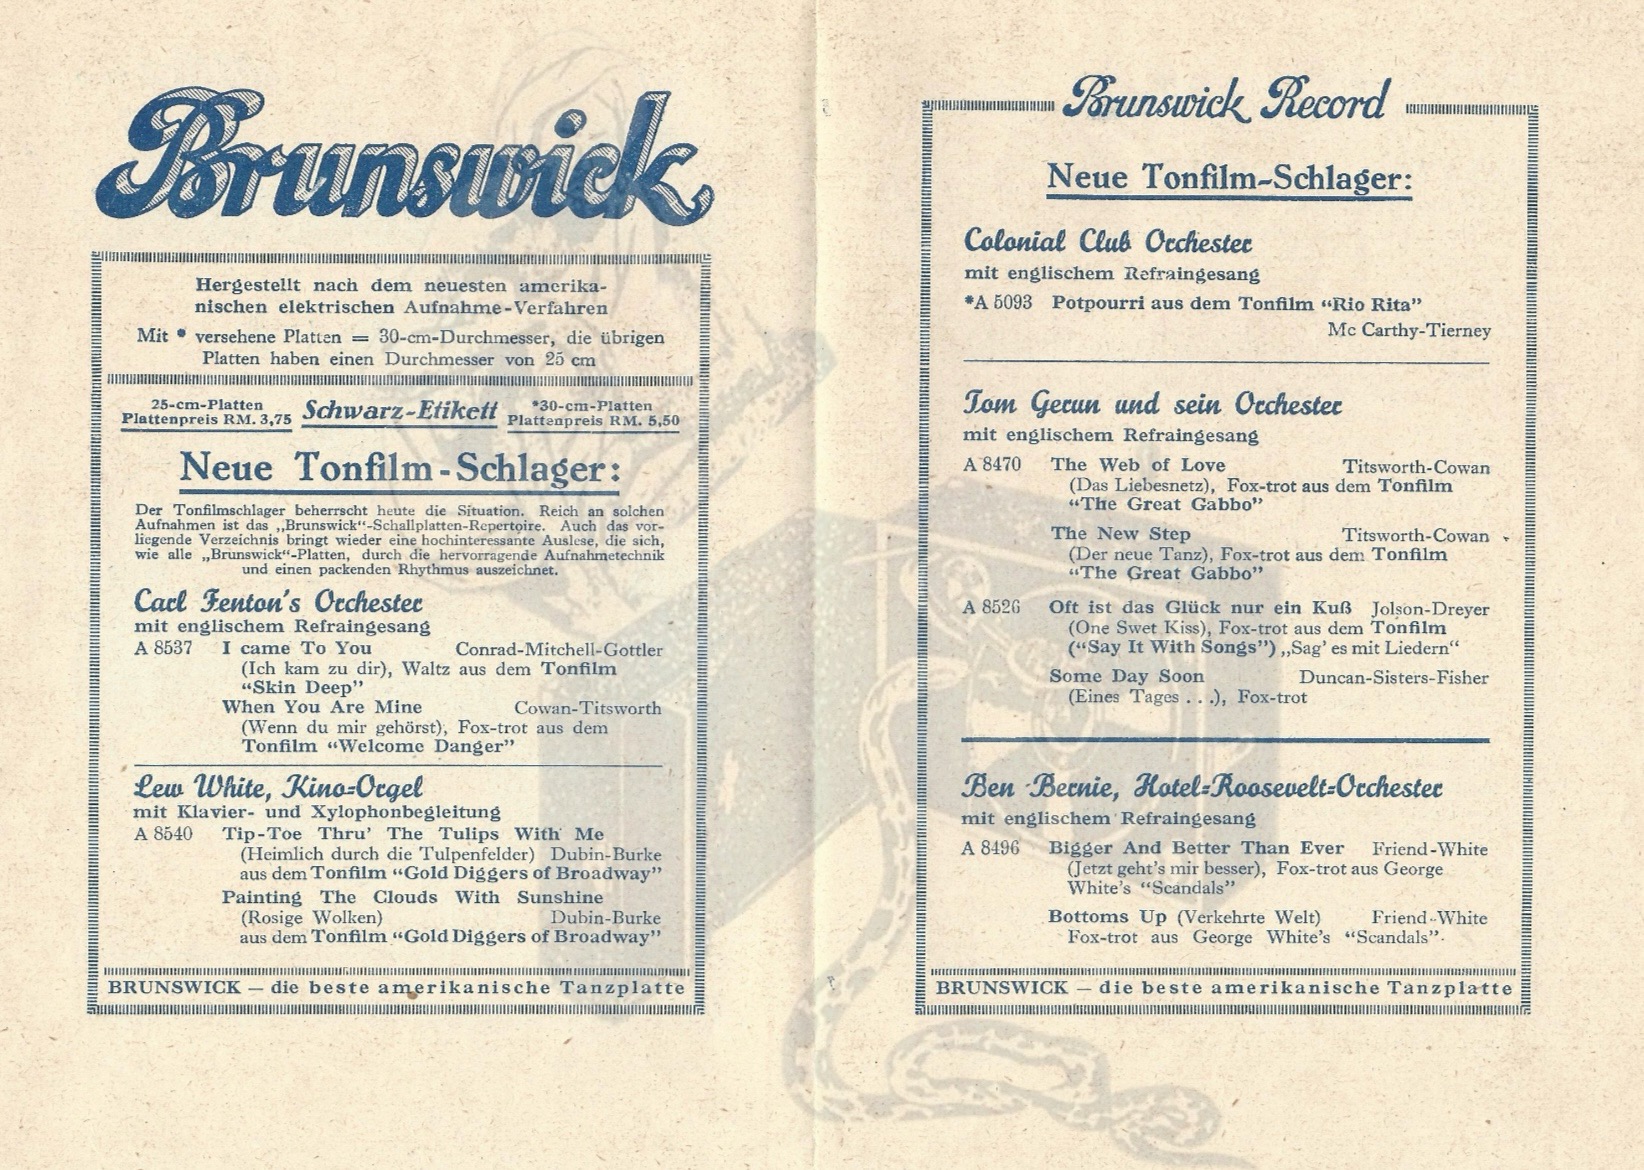 Brunswick
Hergestellt nach dem neuesten amerika-
nischen elektrischen Aufnahme-Verfahren
Mit * versehene Platten = 30-cm-Durchmesser, die übrigen
Platten haben einen Durchmesser von 25 cm
25-cm-Platten
Plattenpreis RM. 3,75
Schwarz-Etikett
*30-cm-Platten
Plattenpreis RM. 5,50
Neue Tonfilm-Schlager:
Der Tonfilmschlager beherrscht heute die Situation. Reich an solchen
Aufnahmen ist das „Brunswick“-Schallplatten-Repertoire. Auch das vor-
liegende Verzeichnis bringt wieder eine hochinteressante Auslese, die sich,
wie alle „Brunswick“-Platten, durch die hervorragende Aufnahmetechnik
und einen packenden Rhythmus auszeichnet.
Carl Fenton's Orchester
mit englischem Refraingesang
A 8537 I came To You Conrad-Mitchell-Gottler
(Ich kam zu dir), Waltz aus dem Tonfilm
“Skin Deep”
When You Are Mine Cowan-Titsworth
(Wenn du mir gehörst), Fox-trot aus dem
Tonfilm “Welcome Danger”
Lew White, Kino-Orgel
mit Klavier- und Xylophonbegleitung
A 8540 Tip-Toe Thru' The Tulips With Me
(Heimlich durch die Tulpenfelder) Dubin-Burke
aus dem Tonfilm “Gold Diggers of Broadway”
Painting The Clouds With Sunshine
(Rosige Wolken) Dubin-Burke
aus dem Tonfilm “Gold Diggers of Broadway”
BRUNSWICK — die beste amerikanische Tanzplatte
Brunswick Record
Neue Tonfilm-Schlager:
Colonial Club Orchester
mit englischem Refraingesang
*A 5093 Potpourri aus dem Tonfilm “Rio Rita”
Mc Carthy-Tierney
Tom Gerun und sein Orchester
mit englischem Refraingesang
A 8470 The Web of Love Titsworth-Cowan
(Das Liebesnetz), Fox-trot aus dem Tonfilm
“The Great Gabbo”
The New Step Titsworth-Cowan
(Der neue Tanz), Fox-trot aus dem Tonfilm
“The Great Gabbo”
A 8526 Oft ist das Glück nur ein Kuß Jolson-Dreyer
(One Swet Kiss), Fox-trot aus dem Tonfilm
(“Say It With Songs”) „Sag' es mit Liedern“
Some Day Soon Duncan-Sisters-Fisher
(Eines Tages . . .), Fox-trot
Ben Bernie, Hotel-Roosevelt-Orchester
mit englischem Refraingesang
A 8496 Bigger And Better Than Ever Friend-White
(Jetzt geht's mir besser), Fox-trot aus George
White's “Scandals”
Bottoms Up (Verkehrte Welt) Friend-White
Fox-trot aus George White's “Scandals”.
BRUNSWICK — die beste amerikanische Tanzplatte